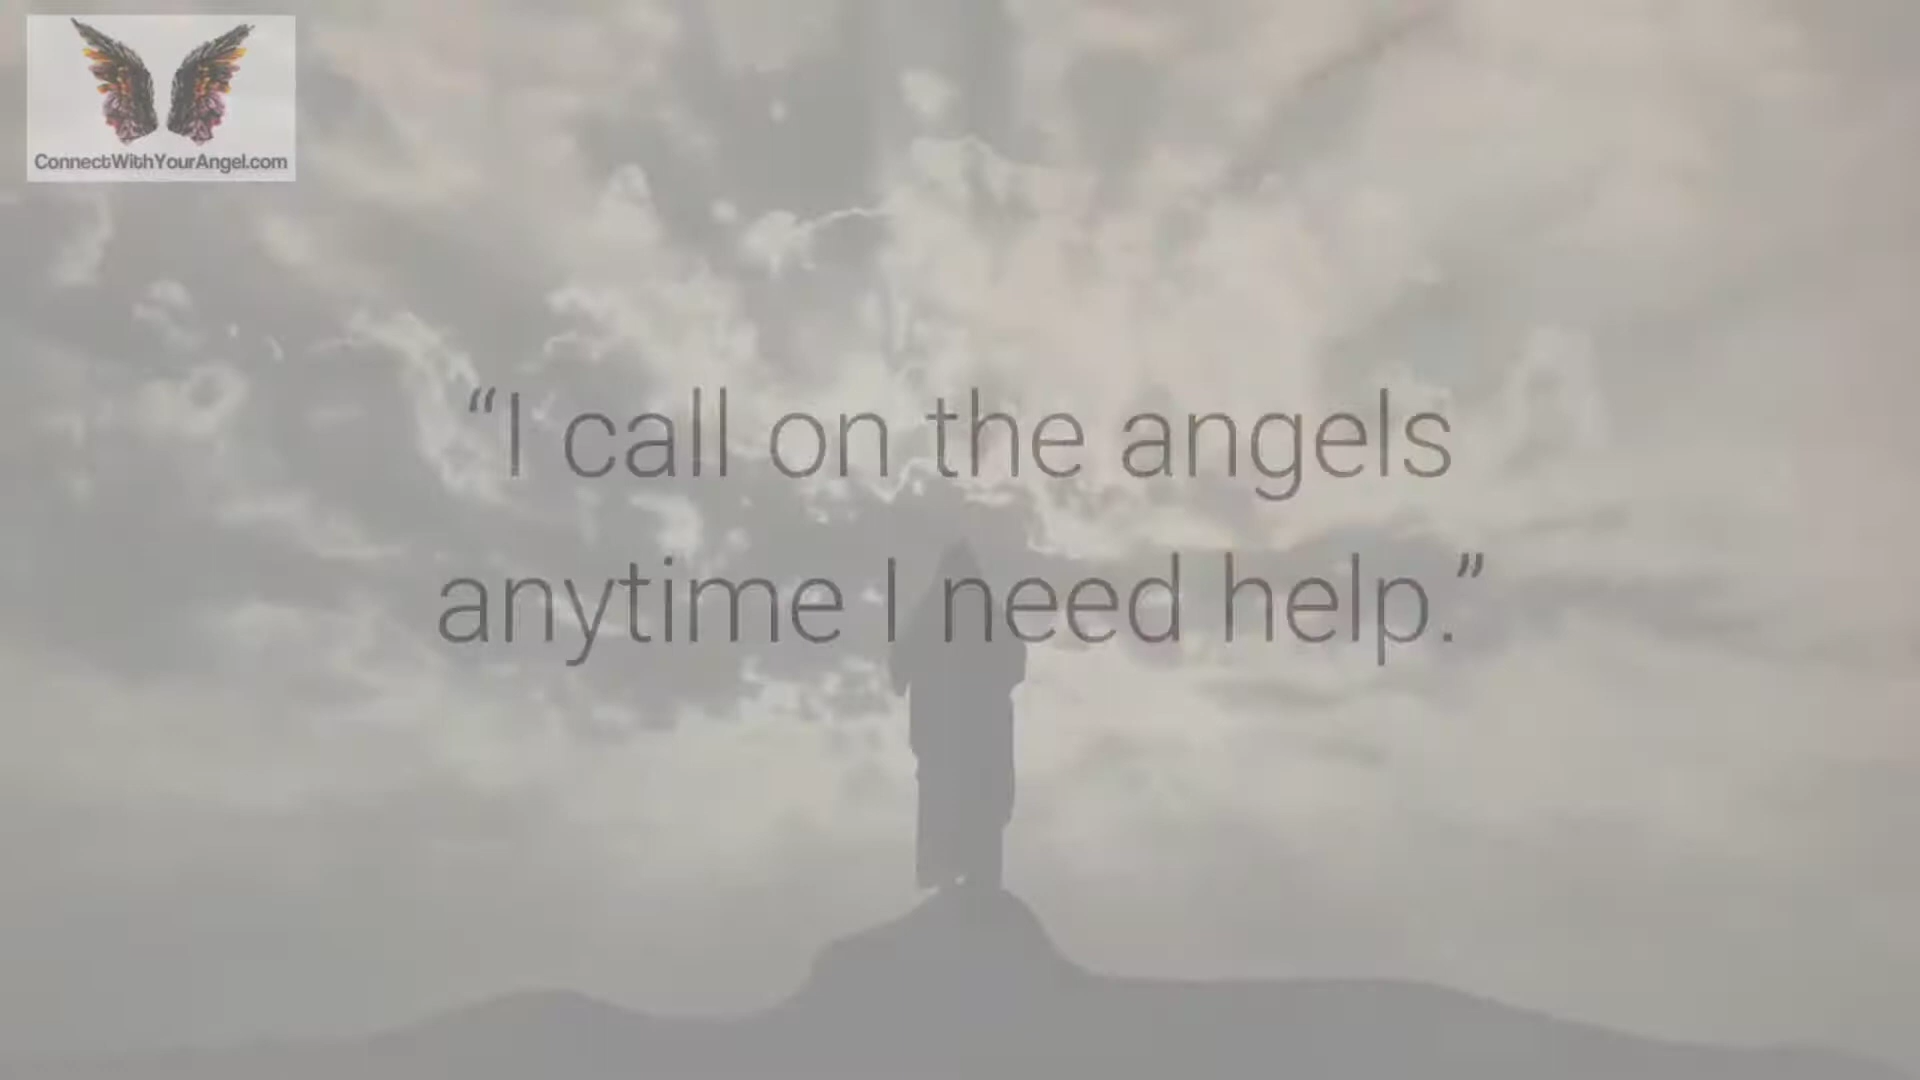 ConnectWithYourAngel.com
“I call on the angels
anytime I need help.”